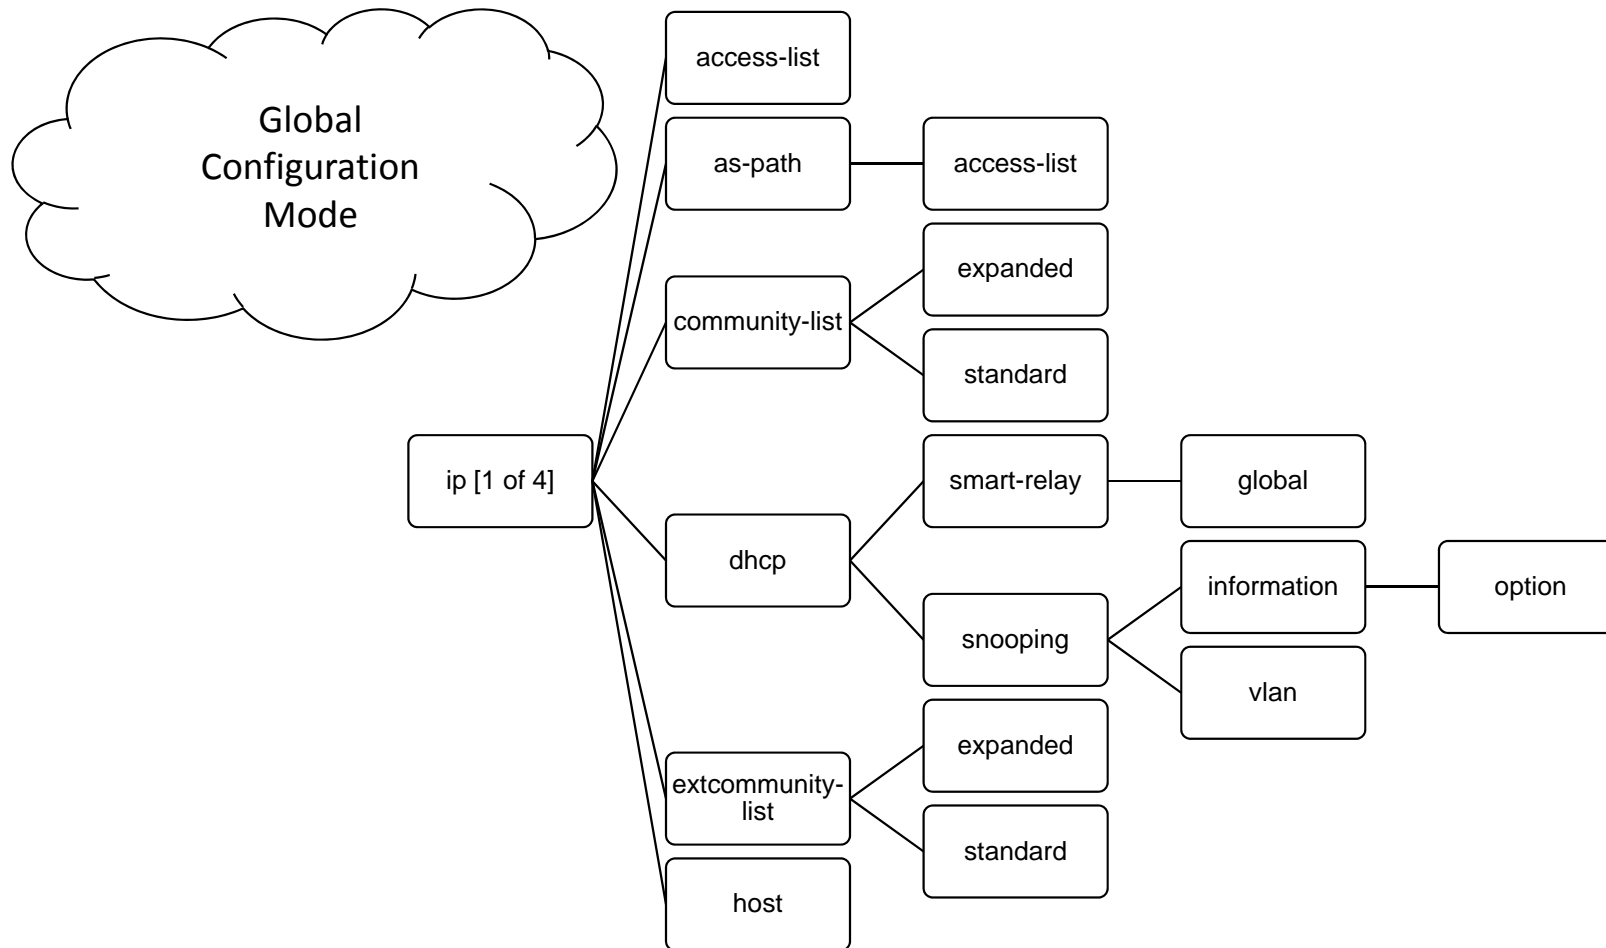 Global
Configuration
Mode
ip [1 of 4]
access-list
as-path
access-list
community-list
expanded
standard
dhcp
smart-relay
global
snooping
information
option
vlan
extcommunity-
list
expanded
standard
host